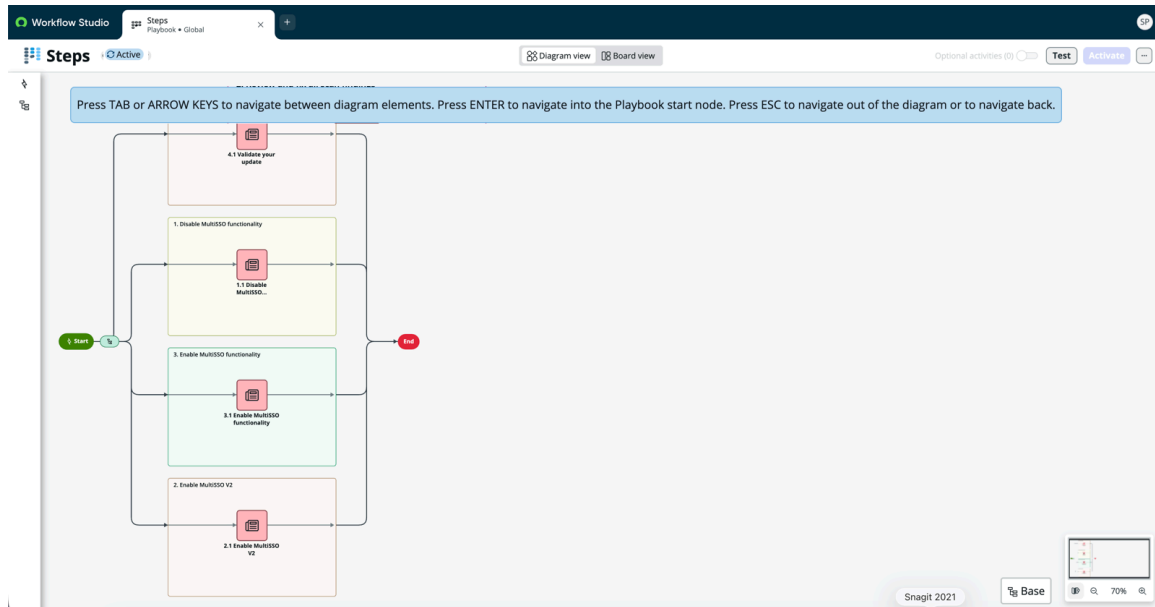 Workflow Studio
Steps
Playbook • Global
SP
Steps
Active
Diagram view
Board view
Optional activities (0)
Test
Activate
Press TAB or ARROW KEYS to navigate between diagram elements. Press ENTER to navigate into the Playbook start node. Press ESC to navigate out of the diagram or to navigate back.
4.1 Validate your
update
1. Disable MultiSSO functionality
1.1 Disable
MultiSSO...
Start
End
3. Enable MultiSSO functionality
3.1 Enable MultiSSO
functionality
2. Enable MultiSSO V2
2.1 Enable MultiSSO
V2
Snagit 2021
Base
70%